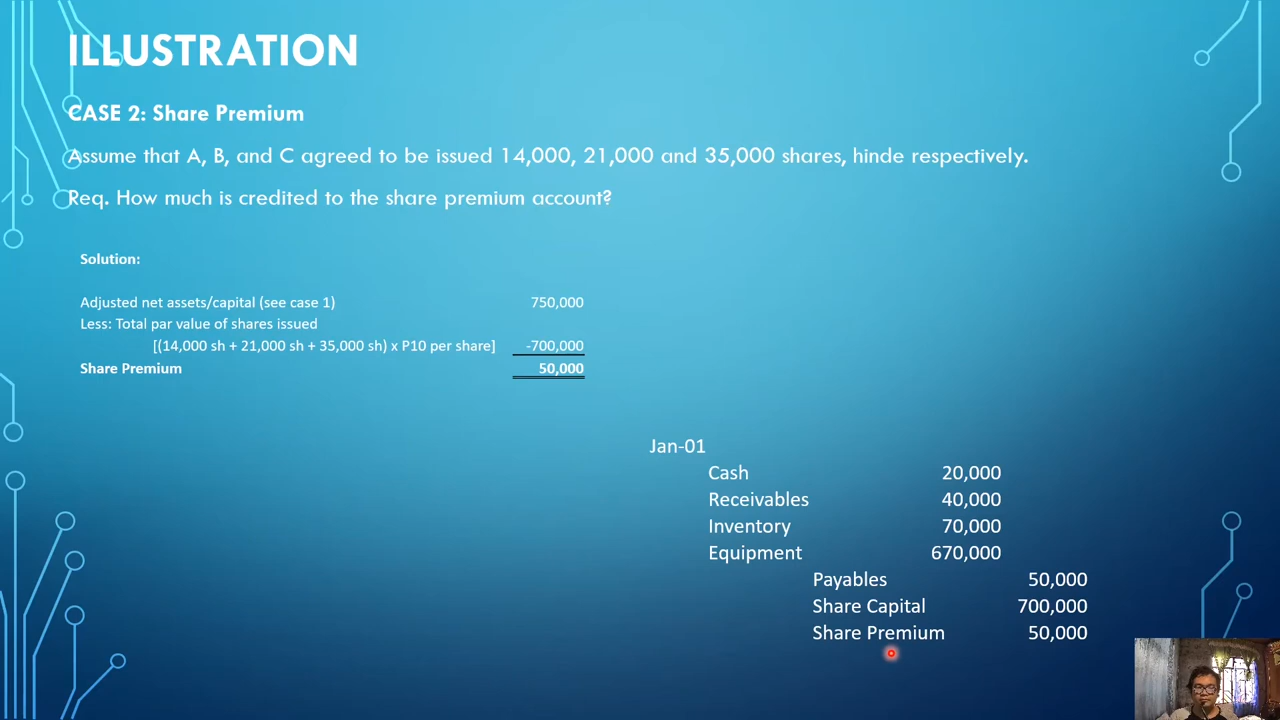 ILLUSTRATION
CASE 2: Share Premium
Assume that A, B, and C agreed to be issued 14,000, 21,000 and 35,000 shares, hinde respectively.
Req. How much is credited to the share premium account?
Solution:
Adjusted net assets/capital (see case 1) 750,000
Less: Total par value of shares issued
[(14,000 sh + 21,000 sh + 35,000 sh) x P10 per share] -700,000
Share Premium 50,000
Jan-01
Cash 20,000
Receivables 40,000
Inventory 70,000
Equipment 670,000
Payables 50,000
Share Capital 700,000
Share Premium 50,000